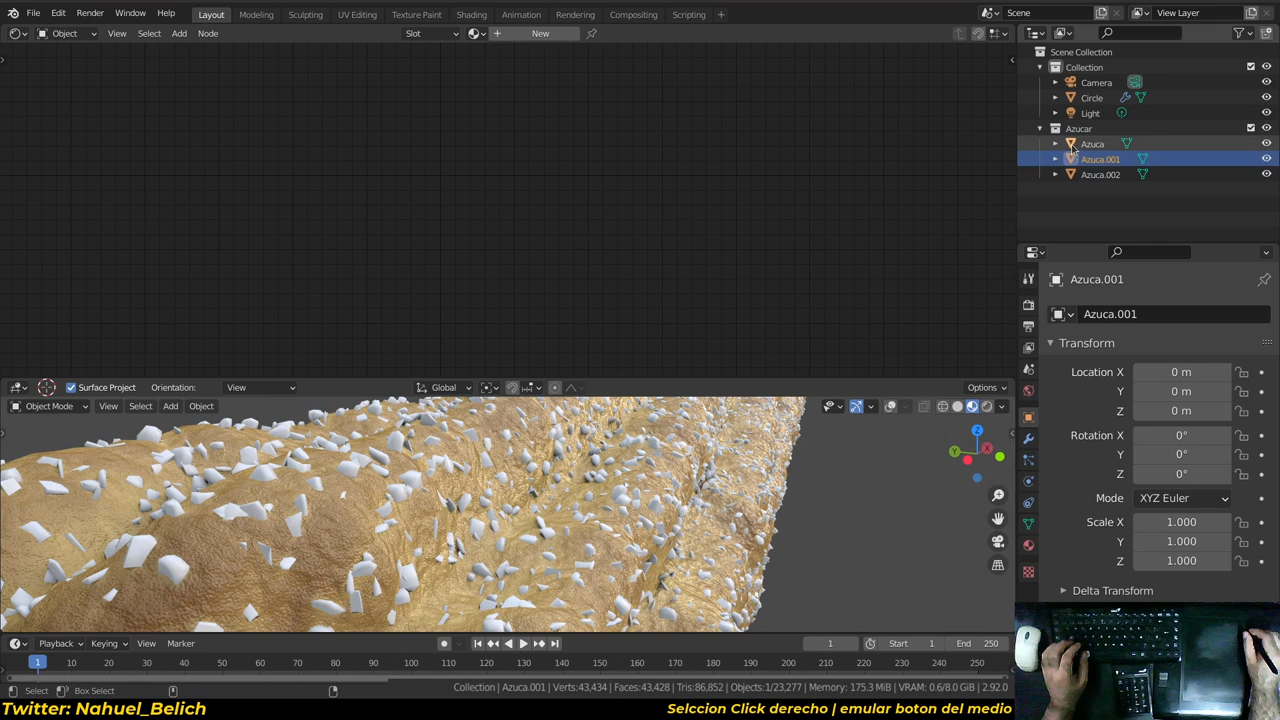 File Edit Render Window Help Layout Modeling Sculpting UV Editing Texture Paint Shading Animation Rendering Compositing Scripting + Scene View Layer
Object View Select Add Node Slot New
Scene Collection
Collection
Camera
Circle
Light
Azucar
Azuca
Azuca.001
Azuca.002
Azuca.001
Azuca.001
Transform
Location X 0 m
Y 0 m
Z 0 m
Rotation X 0°
Y 0°
Z 0°
Mode XYZ Euler
Scale X 1.000
Y 1.000
Z 1.000
Delta Transform
Surface Project Orientation: View Global Options
Object Mode View Select Add Object
Z
Y
X
Playback Keying View Marker 1 Start 1 End 250
1 10 20 30 40 50 60 70 80 90 100 110 120 130 140 150 160 170 180 190 200 210 220 230 240 250
Select Box Select Collection | Azuca.001 | Verts:43,434 | Faces:43,428 | Tris:86,852 | Objects:1/23,277 | Memory: 175.3 MiB | VRAM: 0.6/8.0 GiB | 2.92.0
Twitter: Nahuel_Belich Selccion Click derecho | emular boton del medio